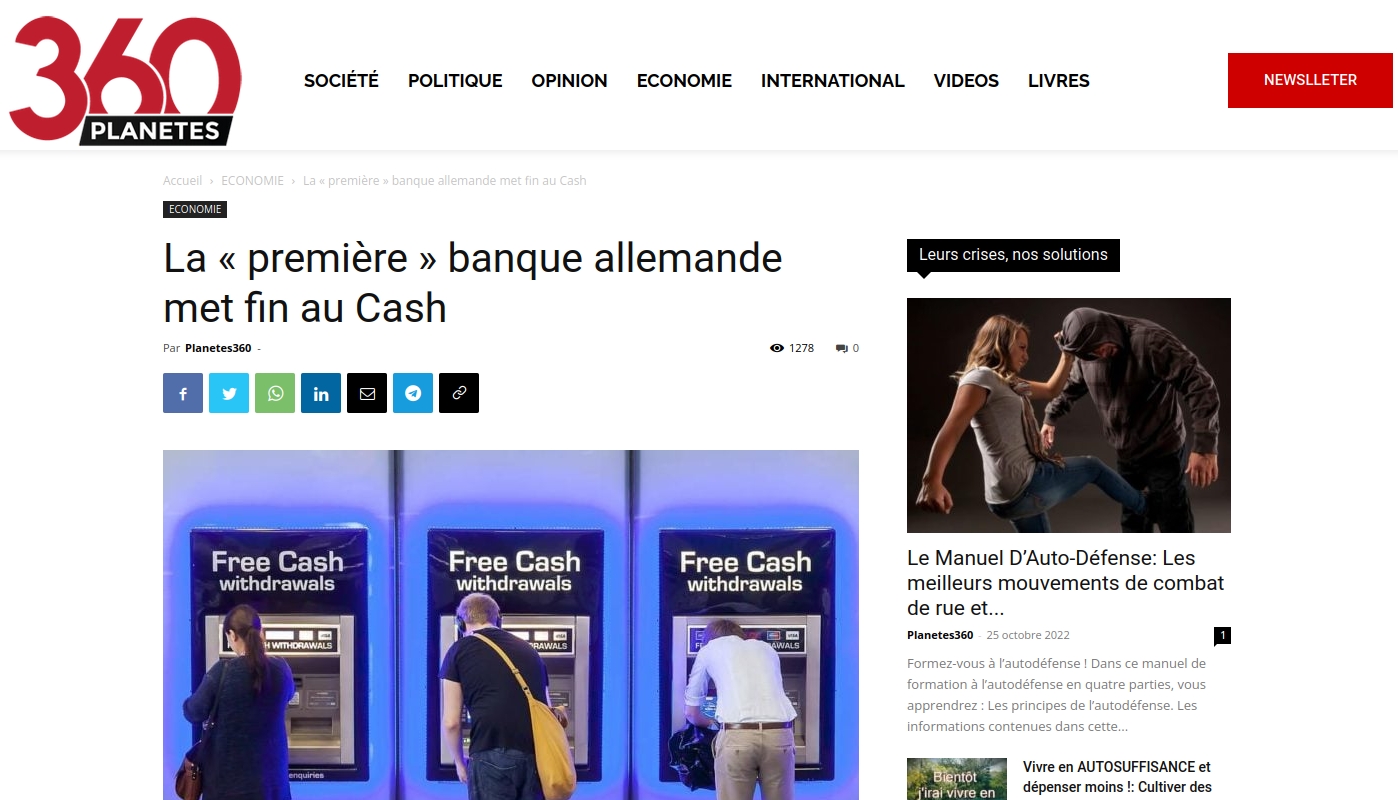 360
PLANETES
SOCIÉTÉ
POLITIQUE
OPINION
ECONOMIE
INTERNATIONAL
VIDEOS
LIVRES
NEWSLLETER
Accueil › ECONOMIE › La « première » banque allemande met fin au Cash
ECONOMIE
La « première » banque allemande
met fin au Cash
Par Planetes360 -
1278
0
Free Cash
withdrawals
Free Cash
withdrawals
Free Cash
withdrawals
H WITHDRAWALS
RAWALS
DRAWALS
enquiries
Leurs crises, nos solutions
Le Manuel D’Auto-Défense: Les
meilleurs mouvements de combat
de rue et...
Planetes360 - 25 octobre 2022
1
Formez-vous à l’autodéfense ! Dans ce manuel de
formation à l’autodéfense en quatre parties, vous
apprendrez : Les principes de l’autodéfense. Les
informations contenues dans cette...
Bientôt
j'irai vivre en
Vivre en AUTOSUFFISANCE et
dépenser moins !: Cultiver des